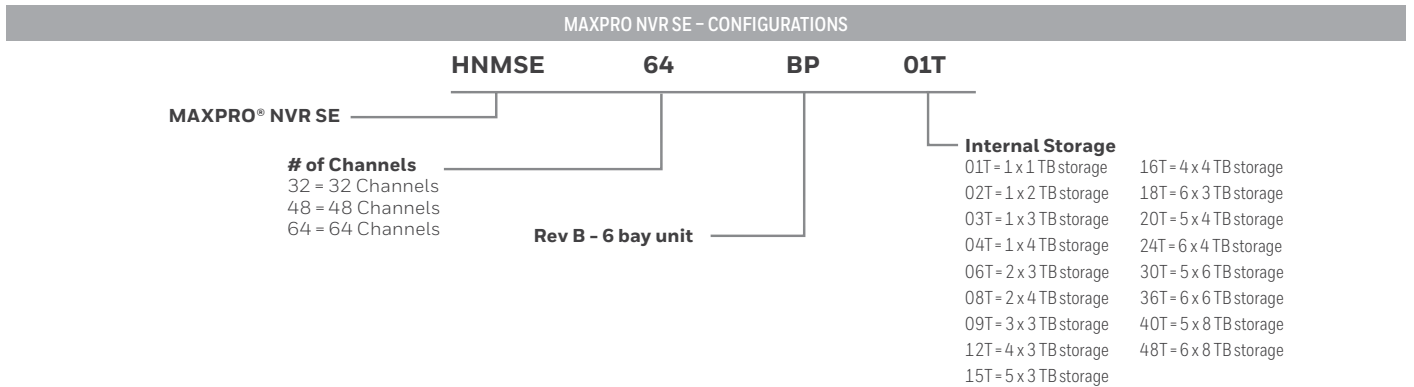 MAXPRO NVR SE – CONFIGURATIONS
HNMSE 64 BP 01T
MAXPRO® NVR SE
# of Channels
32 = 32 Channels
48 = 48 Channels
64 = 64 Channels
Rev B - 6 bay unit
Internal Storage
01T = 1 x 1 TB storage
02T = 1 x 2 TB storage
03T = 1 x 3 TB storage
04T = 1 x 4 TB storage
06T = 2 x 3 TB storage
08T = 2 x 4 TB storage
09T = 3 x 3 TB storage
12T = 4 x 3 TB storage
15T = 5 x 3 TB storage
16T = 4 x 4 TB storage
18T = 6 x 3 TB storage
20T = 5 x 4 TB storage
24T = 6 x 4 TB storage
30T = 5 x 6 TB storage
36T = 6 x 6 TB storage
40T = 5 x 8 TB storage
48T = 6 x 8 TB storage